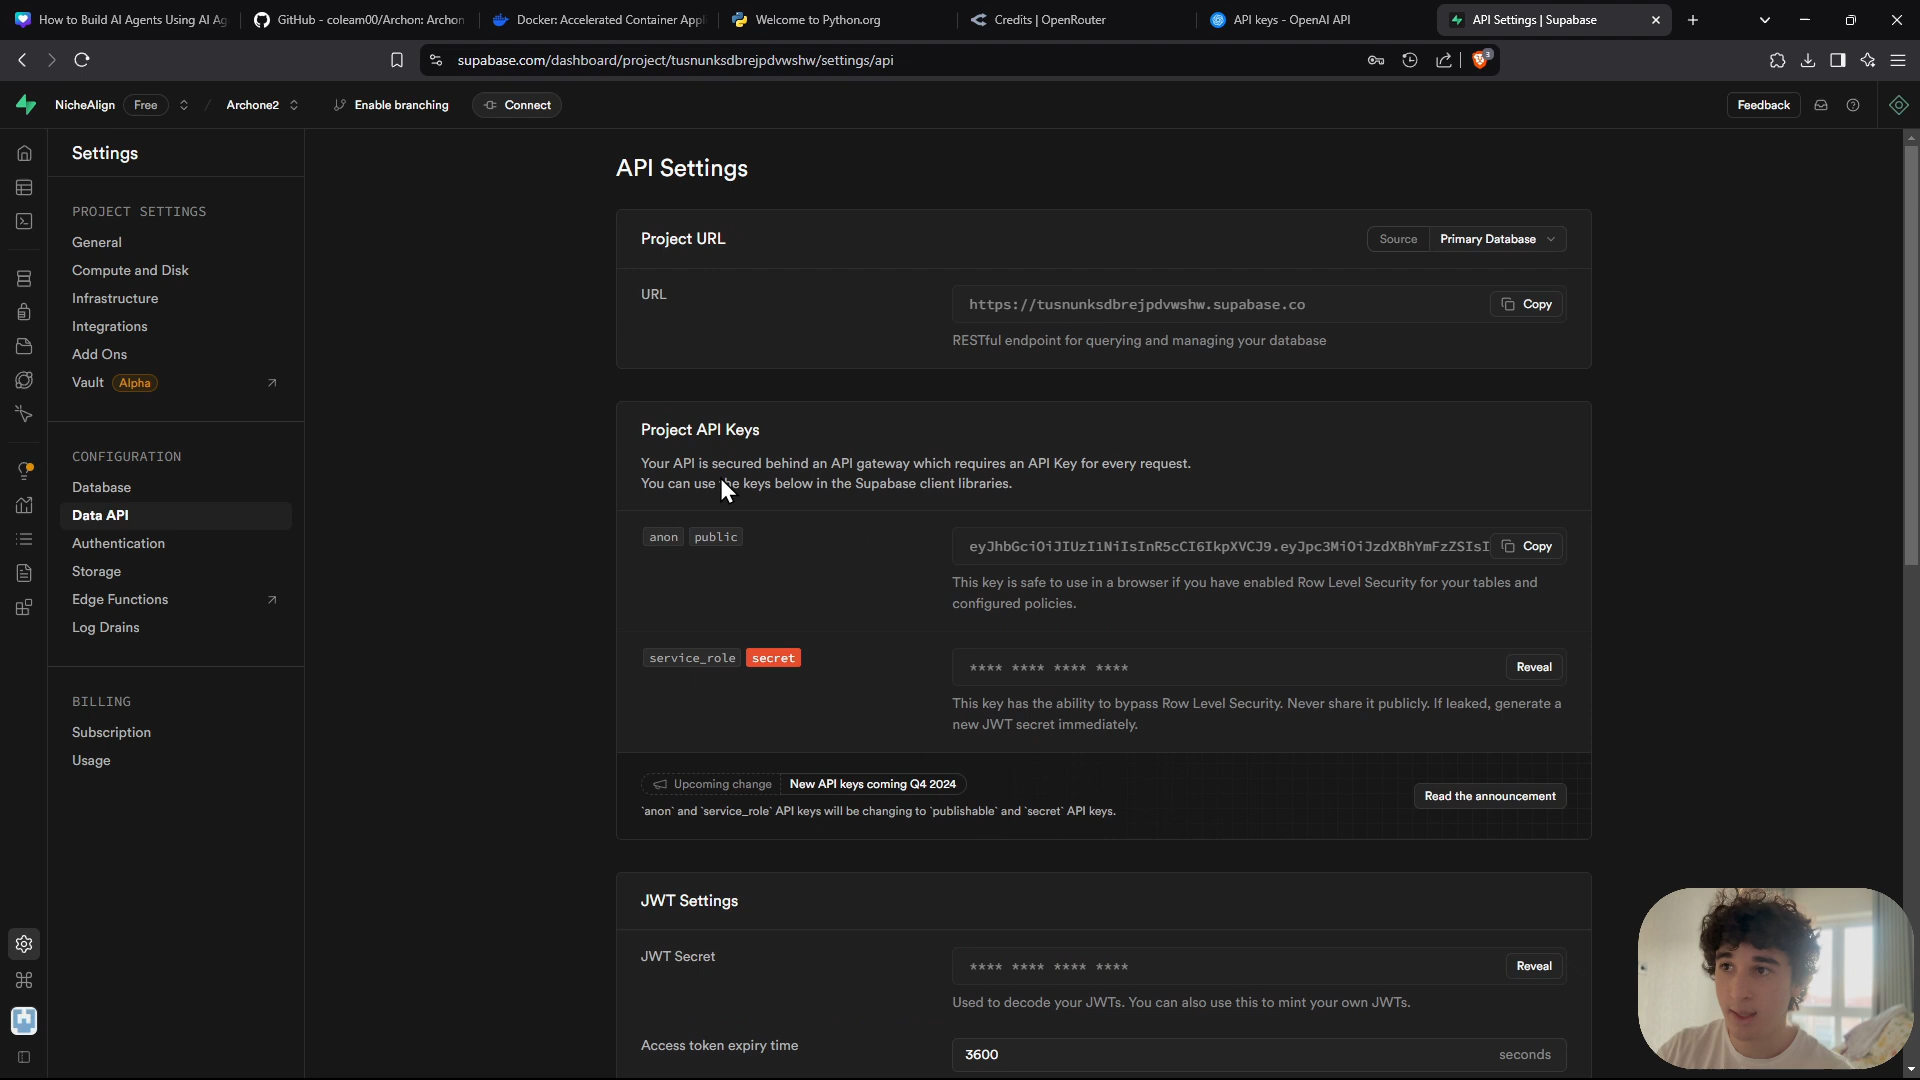 How to Build AI Agents Using AI Ag
GitHub - coleam00/Archon: Archon
Docker: Accelerated Container Appl
Welcome to Python.org
Credits | OpenRouter
API keys - OpenAI API
API Settings | Supabase
supabase.com/dashboard/project/tusnunksdbrejpdvwshw/settings/api
3
NicheAlign
Free
/
Archone2
Enable branching
Connect
Feedback
Settings
PROJECT SETTINGS
General
Compute and Disk
Infrastructure
Integrations
Add Ons
Vault
Alpha
CONFIGURATION
Database
Data API
Authentication
Storage
Edge Functions
Log Drains
BILLING
Subscription
Usage
API Settings
Project URL
Source
Primary Database
URL
https://tusnunksdbrejpdvwshw.supabase.co
Copy
RESTful endpoint for querying and managing your database
Project API Keys
Your API is secured behind an API gateway which requires an API Key for every request.
You can use the keys below in the Supabase client libraries.
anon
public
eyJhbGciOiJIUzI1NiIsInR5cCI6IkpXVCJ9.eyJpc3MiOiJzdXBhYmFzZSIsI
Copy
This key is safe to use in a browser if you have enabled Row Level Security for your tables and
configured policies.
service_role
secret
**** **** **** ****
Reveal
This key has the ability to bypass Row Level Security. Never share it publicly. If leaked, generate a
new JWT secret immediately.
Upcoming change
New API keys coming Q4 2024
`anon` and `service_role` API keys will be changing to `publishable` and `secret` API keys.
Read the announcement
JWT Settings
JWT Secret
**** **** **** ****
Reveal
Used to decode your JWTs. You can also use this to mint your own JWTs.
Access token expiry time
3600
seconds